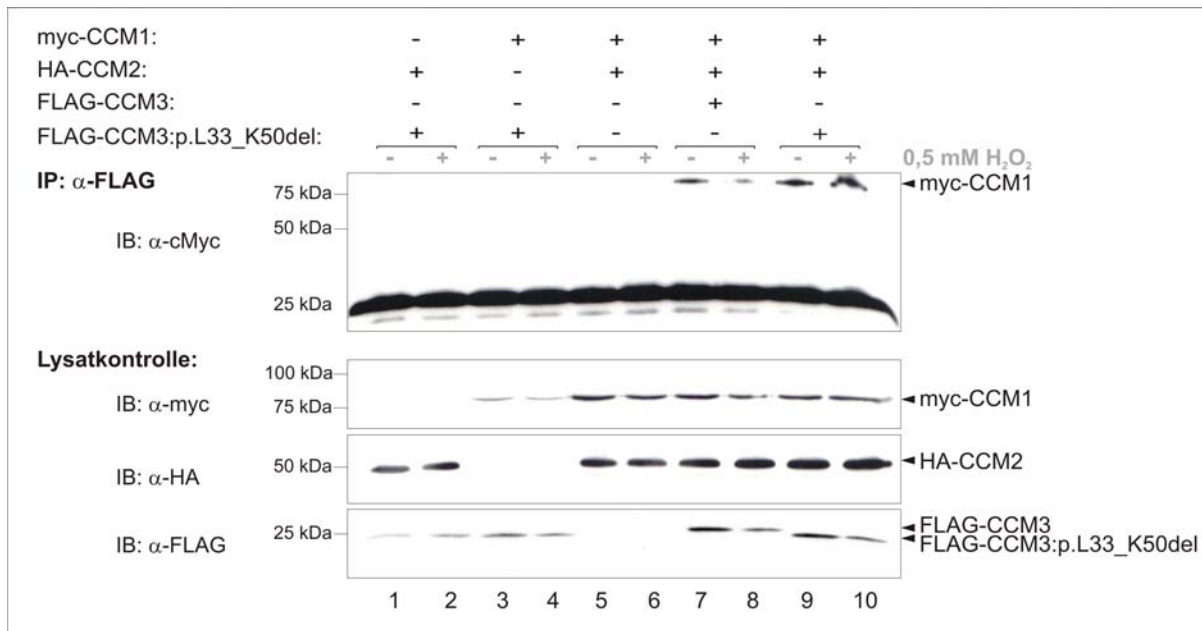 myc-CCM1: - + + + +
HA-CCM2: + - + + +
FLAG-CCM3: - - - + -
FLAG-CCM3:p.L33_K50del: + + - - +
- + - + - + - + - + 0,5 mM H₂O₂
IP: α-FLAG
75 kDa
myc-CCM1
50 kDa
IB: α-cMyc
25 kDa
Lysatkontrolle:
100 kDa
IB: α-myc
75 kDa
myc-CCM1
50 kDa
HA-CCM2
IB: α-HA
25 kDa
FLAG-CCM3
IB: α-FLAG
FLAG-CCM3:p.L33_K50del
1 2 3 4 5 6 7 8 9 10